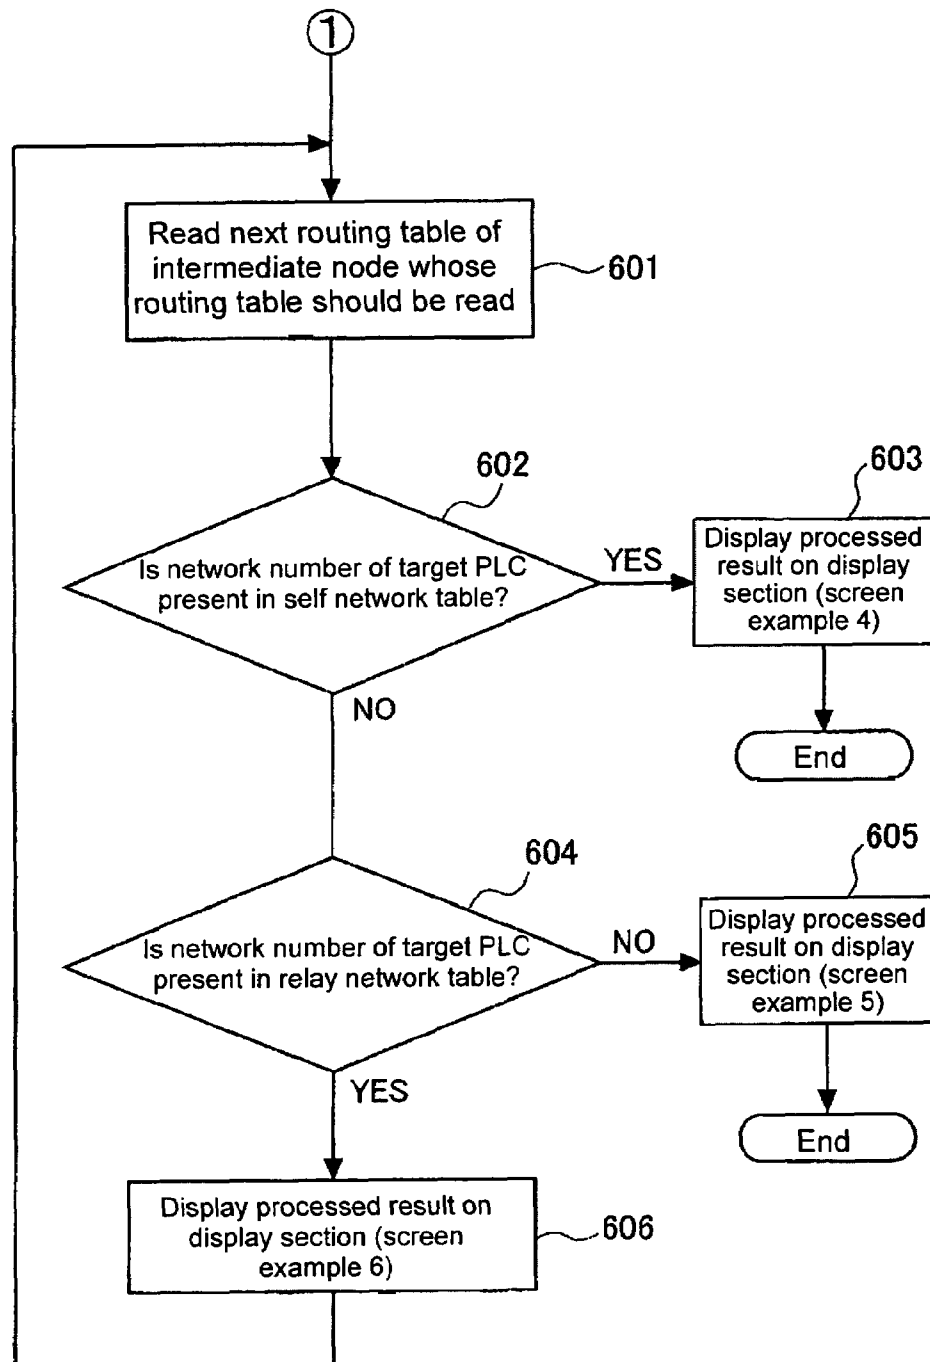 1
Read next routing table of
intermediate node whose
routing table should be read
601
602
Is network number of target PLC
present in self network table?
YES
603
Display processed
result on display
section (screen
example 4)
NO
End
604
Is network number of target PLC
present in relay network table?
NO
605
Display processed
result on display
section (screen
example 5)
YES
End
Display processed result on
display section (screen
example 6)
606